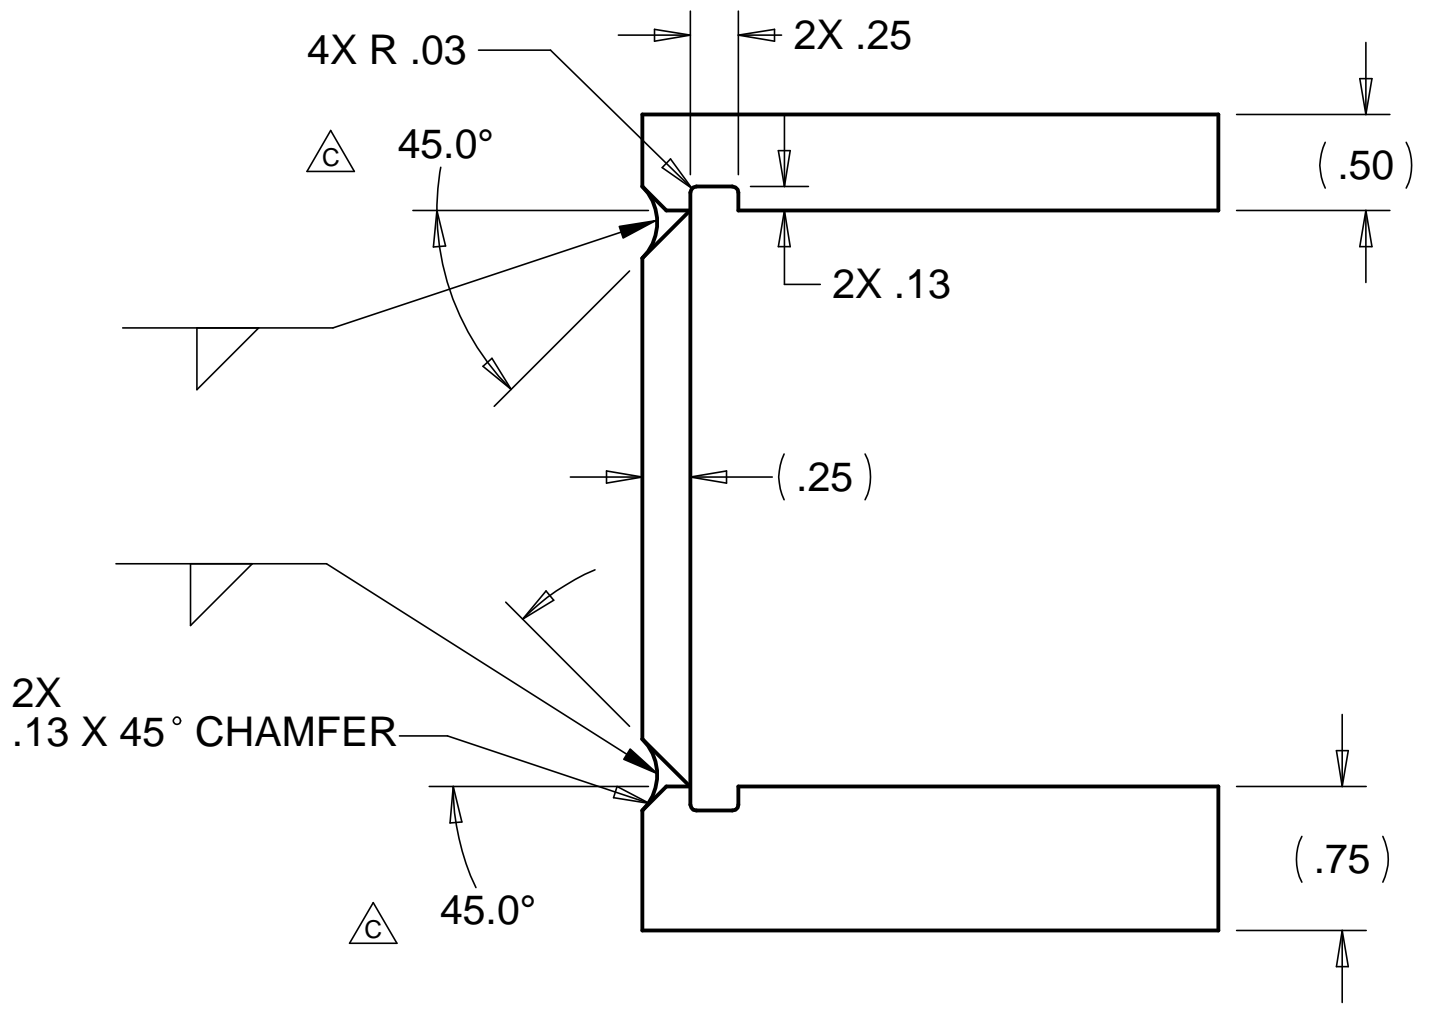 2X .25
4X R .03
C
45.0°
( .50 )
2X .13
( .25 )
2X
.13 X 45° CHAMFER
( .75 )
45.0°
C